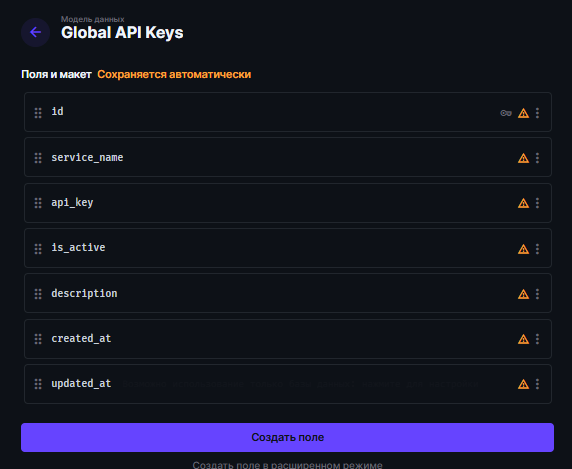 Модель данных
Global API Keys
Поля и макет Сохраняется автоматически
id
service_name
api_key
is_active
description
created_at
updated_at
Создать поле
Создать поле в расширенном режиме